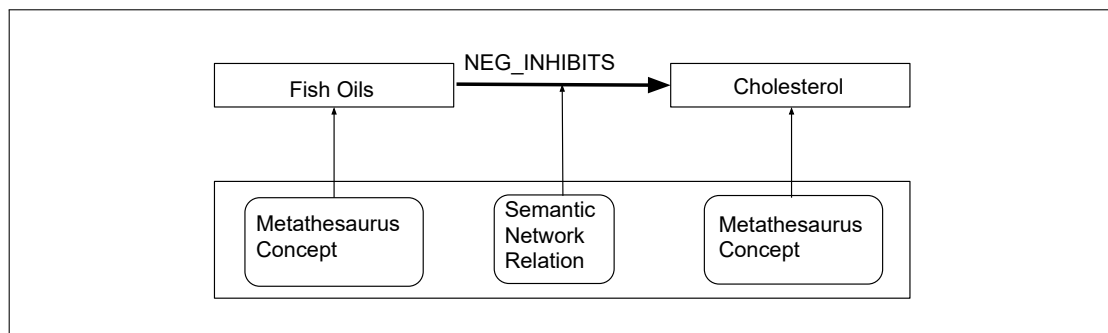 NEG_INHIBITS
Fish Oils
Cholesterol
Metathesaurus
Concept
Semantic
Network
Relation
Metathesaurus
Concept